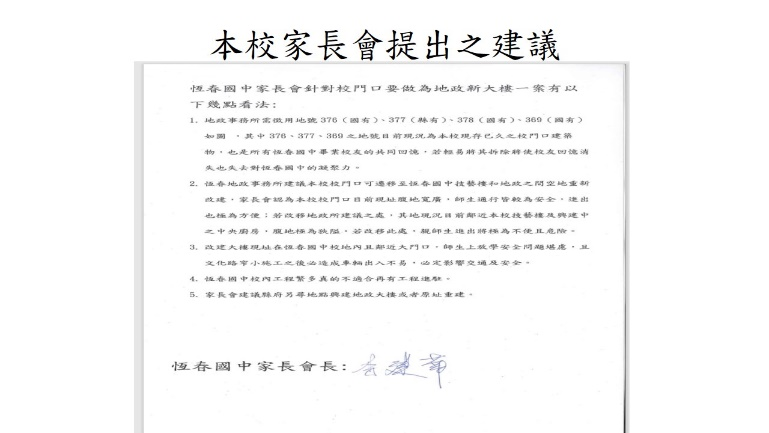 本校家長會提出之建議
恆春國中家長會針對校門口要做為地政新大樓一案有以
下幾點看法:
1. 地政事務所需徵用地號 376（國有）、377（縣有）、378（國有）、369（國有）
如圖 ，其中 376、377、369 之地號目前現況為本校現存已久之校門口建築
物，也是所有恆春國中畢業校友的共同回憶，若輕易將其拆除將使校友回憶消
失也失去對恆春國中的凝聚力。
2. 恆春地政事務所建議本校校門口可遷移至恆春國中技藝樓和地政之間空地重新
改建，家長會認為本校校門口目前現址腹地寬廣，師生通行皆較為安全，進出
也極為方便；若改移地政所建議之處，其地現況目前鄰近本校技藝樓及興建中
之中央廚房，腹地極為狹隘，若改移此處，親師生進出將極為不便且危險。
3. 改建大樓現址在恆春國中校地內且鄰近大門口，師生上放學安全問題堪慮，且
文化路窄小施工之後必造成車輛出入不易，必定影響交通及安全。
4. 恆春國中校內工程繁多真的不適合再有工程進駐。
5. 家長會建議縣府另尋地點興建地政大樓或者原址重建。
恆春國中家長會長: